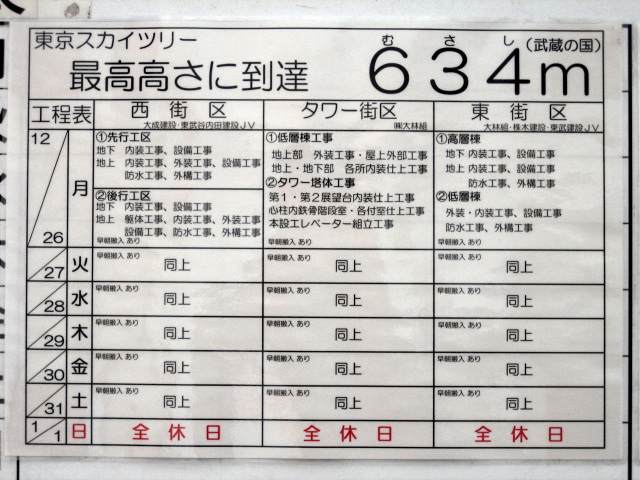 東京スカイツリー
最高高さに到達
む さ し
634m
（武蔵の国）
工程表
西街区
大成建設・東武谷内田建設JV
タワー街区
㈱大林組
東街区
大林組・株木建設・東武建設JV
12
26
月
①先行工区
地下 内装工事、設備工事
地上 内装工事、外装工事、設備工事
防水工事、外構工事
②後行工区
地下 内装工事、設備工事
地上 躯体工事、内装工事、外装工事
設備工事、防水工事、外構工事
早朝搬入 あり
①低層棟工事
地上部 外装工事・屋上外部工事
地上・地下部 各所内装仕上工事
②タワー塔体工事
第1・第2展望台内装仕上工事
心柱内鉄骨階段室・各付室仕上工事
本設エレベーター組立工事
早朝搬入 あり
①高層棟
地下 内装工事、設備工事
地上 内装工事、設備工事
防水工事、外構工事
②低層棟
外装・内装工事、設備工事
防水工事、外構工事
早朝搬入 あり
27 火
早朝搬入 あり 同上
早朝搬入 あり 同上
早朝搬入 あり 同上
28 水
早朝搬入 あり 同上
早朝搬入 あり 同上
早朝搬入 あり 同上
29 木
早朝搬入 あり 同上
早朝搬入 あり 同上
早朝搬入 あり 同上
30 金
早朝搬入 あり 同上
早朝搬入 あり 同上
早朝搬入 あり 同上
31 土
早朝搬入 あり 同上
早朝搬入 あり 同上
早朝搬入 あり 同上
1 1 日
全休日
全休日
全休日